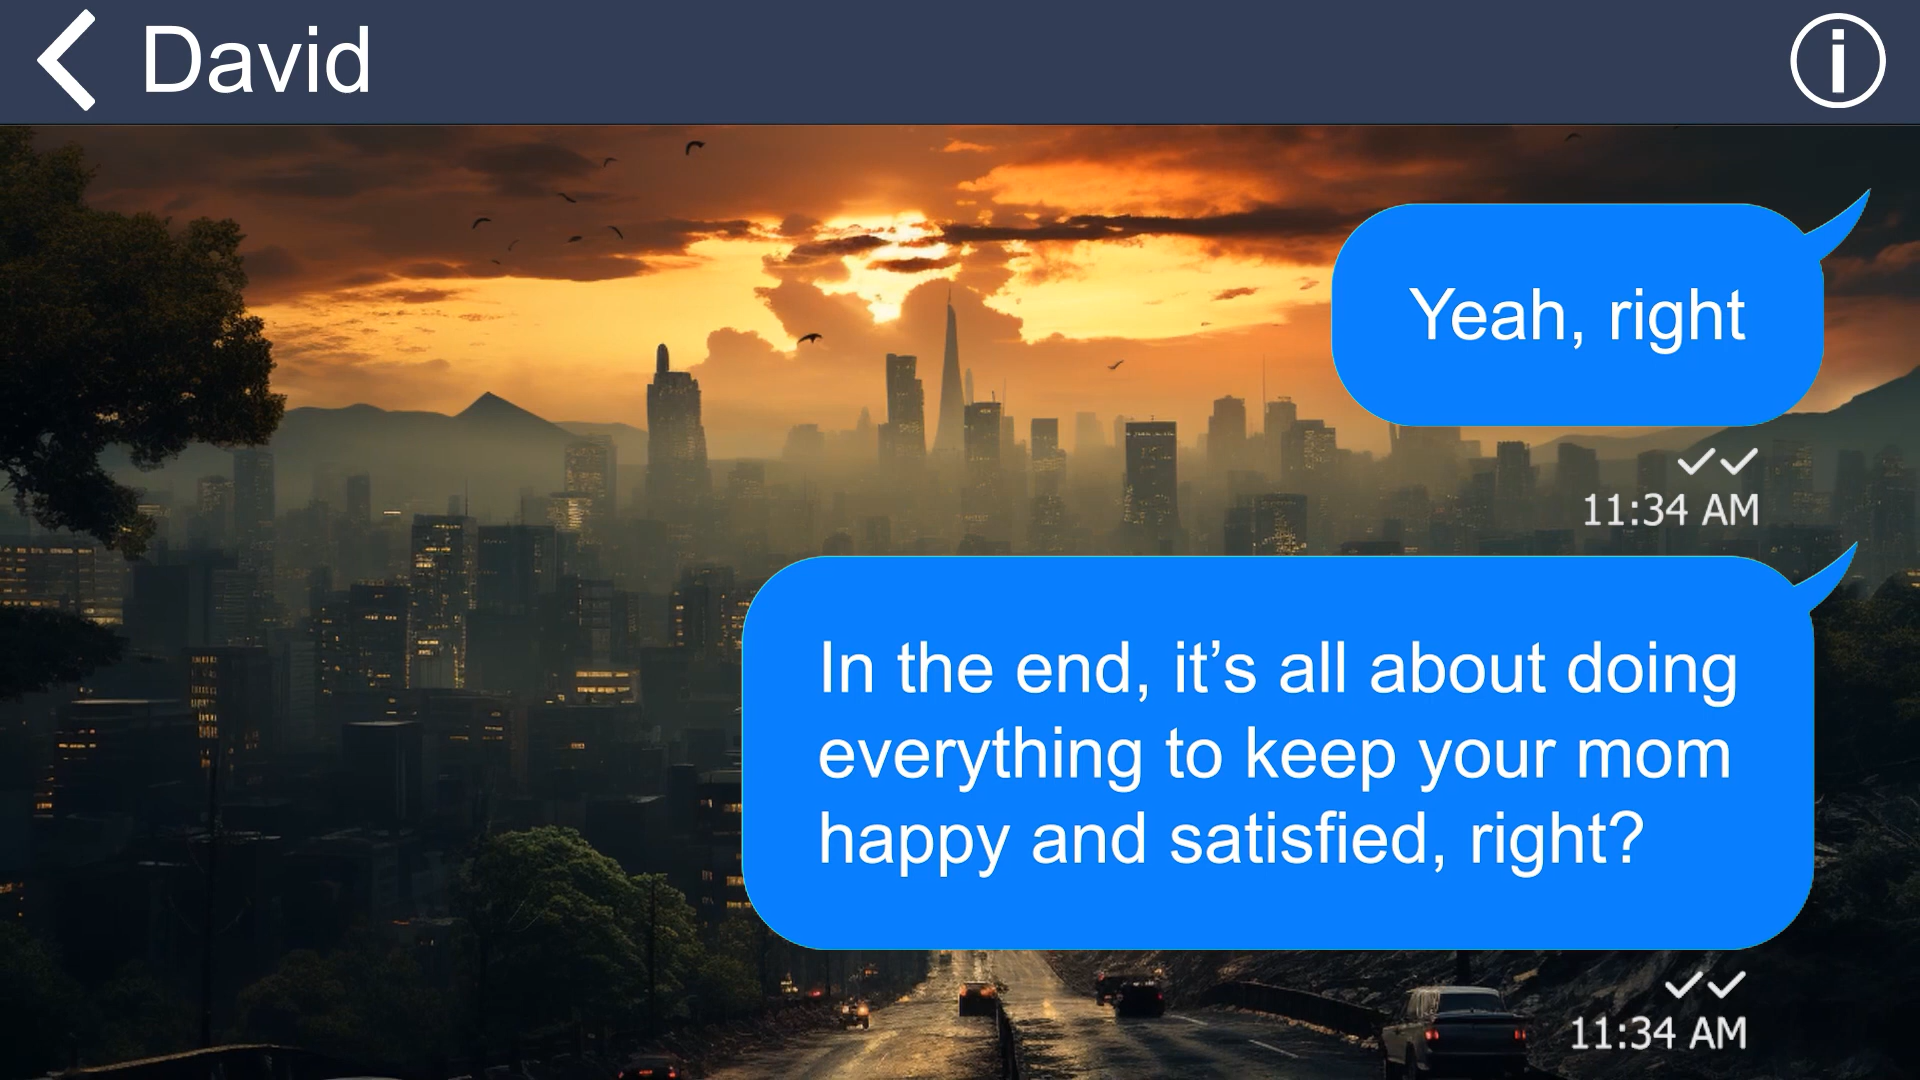 David
Yeah, right
11:34 AM
In the end, it’s all about doing
everything to keep your mom
happy and satisfied, right?
11:34 AM